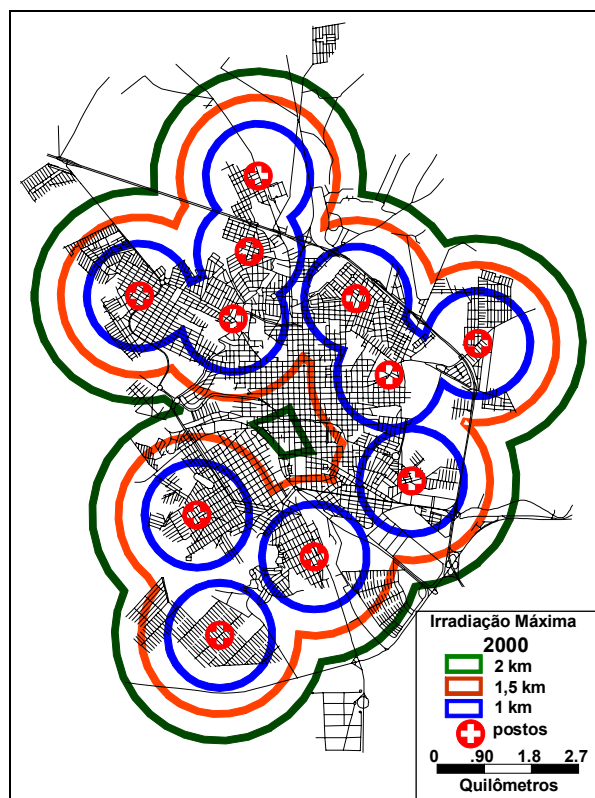 Irradiação Máxima
2000
2 km
1,5 km
1 km
postos
0 .90 1.8 2.7
Quilômetros